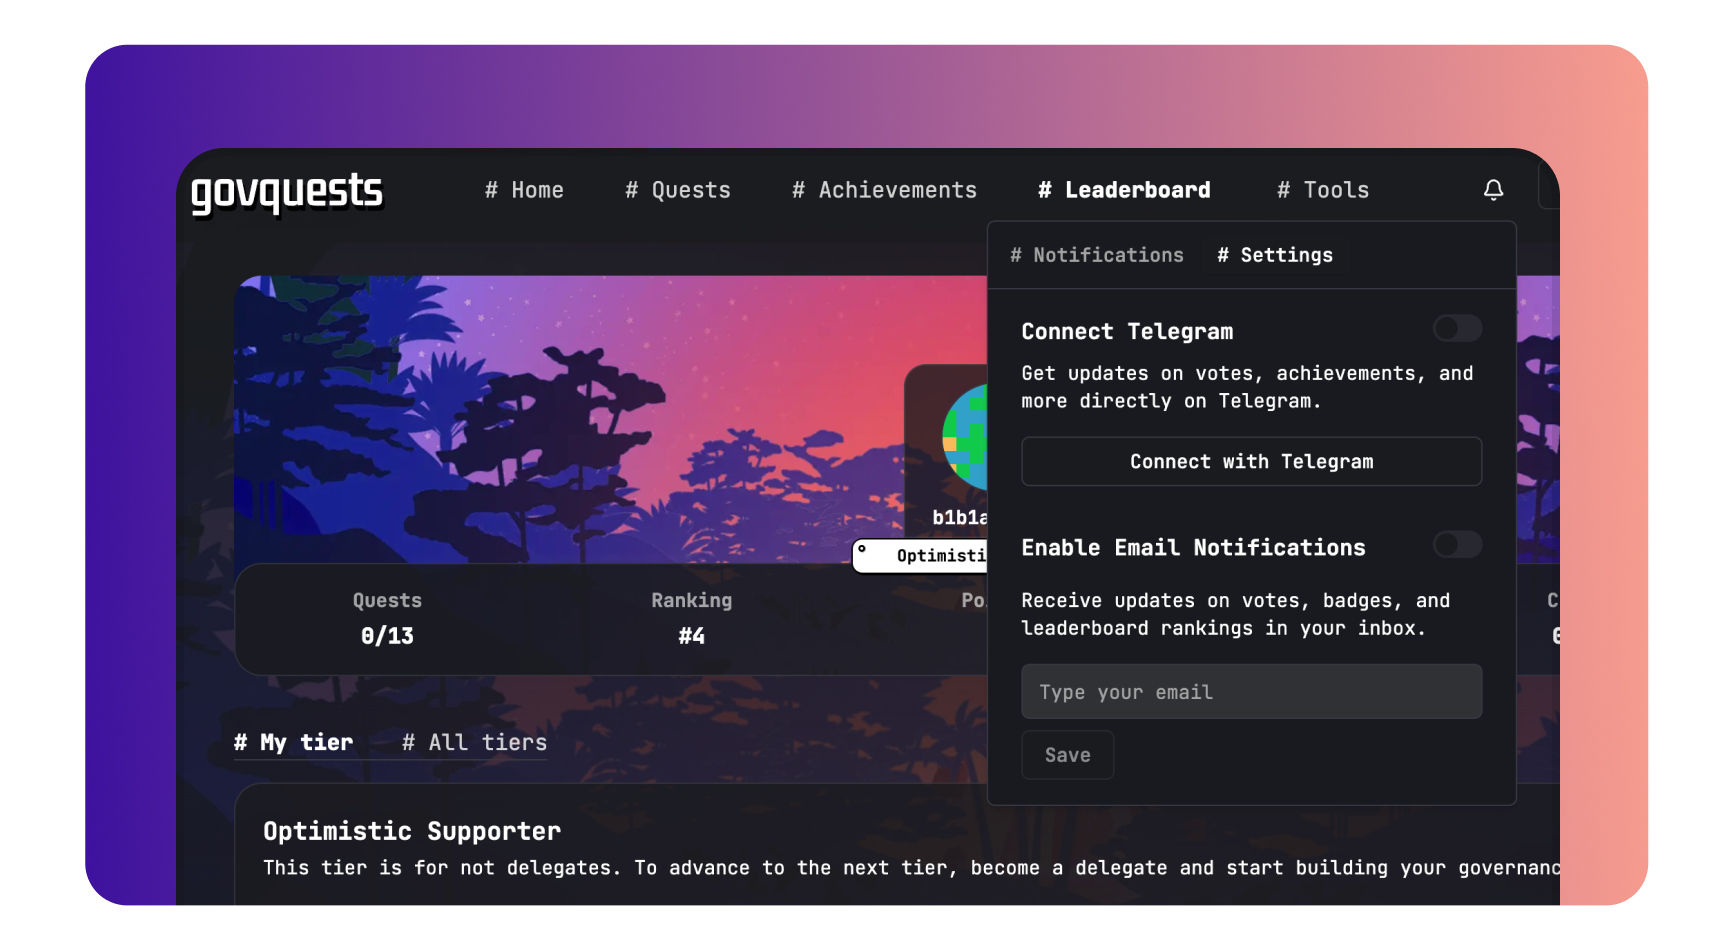 govquests
# Home
# Quests
# Achievements
# Leaderboard
# Tools
# Notifications
# Settings
Connect Telegram
Get updates on votes, achievements, and
more directly on Telegram.
Connect with Telegram
Enable Email Notifications
Receive updates on votes, badges, and
leaderboard rankings in your inbox.
Type your email
Save
b1b1a
Optimisti
Quests
0/13
Ranking
#4
Po
C
# My tier
# All tiers
Optimistic Supporter
This tier is for not delegates. To advance to the next tier, become a delegate and start building your governanc